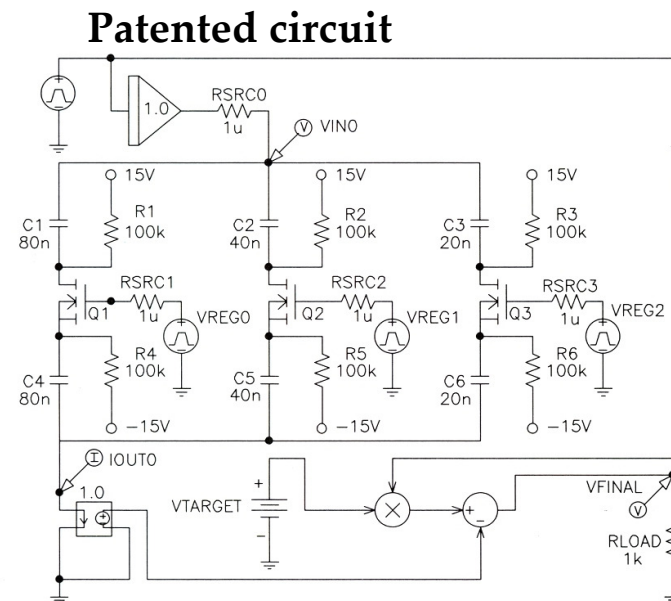 Patented circuit
1.0
RSRC0
1u
VIN0
15V
15V
15V
C1
80n
R1
100k
C2
40n
R2
100k
C3
20n
R3
100k
Q1
RSRC1
1u
VREG0
Q2
RSRC2
1u
VREG1
Q3
RSRC3
1u
VREG2
C4
80n
R4
100k
C5
40n
R5
100k
C6
20n
R6
100k
−15V
−15V
−15V
I
IOUT0
1.0
VTARGET
+
−
+
−
VFINAL
V
RLOAD
1k